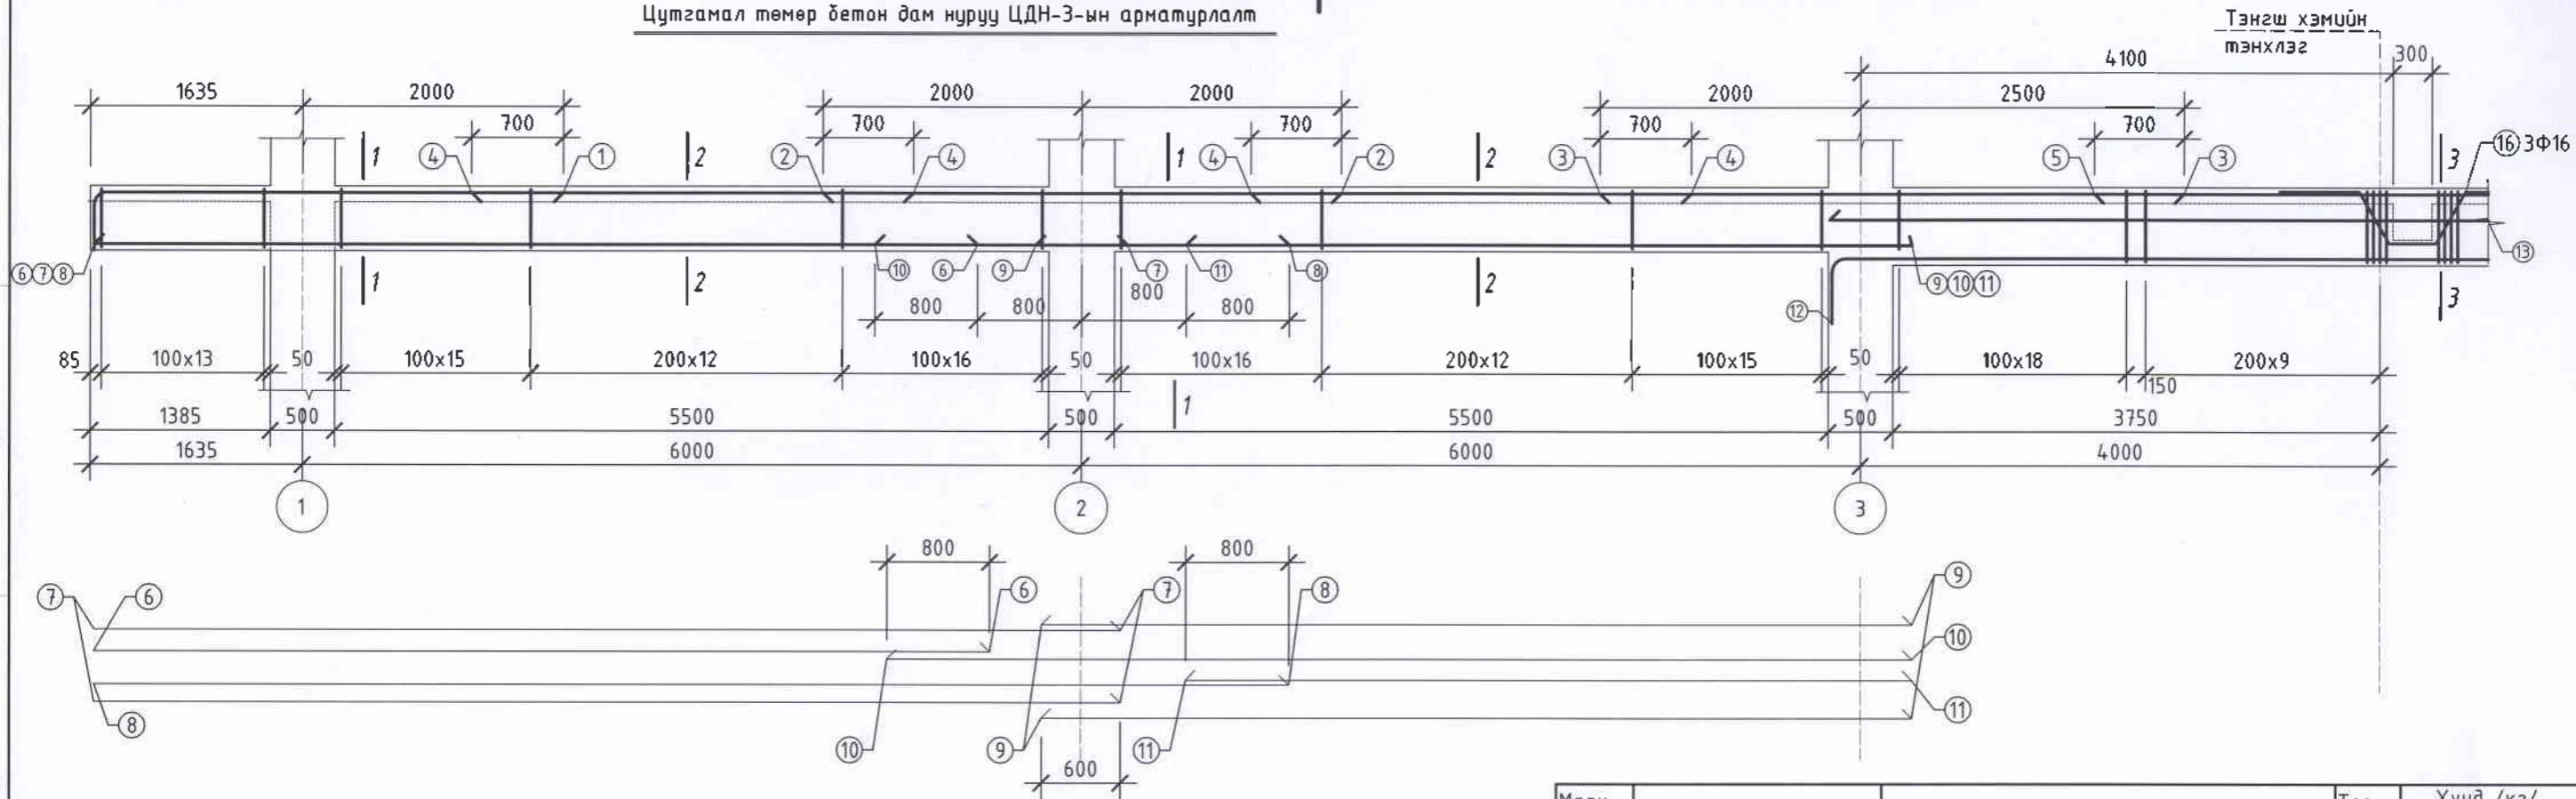 Цутгамал төмөр бетон дам нуруу ЦДН-3-ын арматурлалт
Тэнгш хэмийн
тэнхлэг
4100 300
1635 2000 2000 2000 2000 2500
700 700 700 700 700
1 4 1 2 2 4 1 4 2 2 3 4 5 3 3 16 3Ф16
6 7 8 1 2 10 6 9 7 11 8 2 9 10 11 13
800 800 800 800 12 3
85 100x13 50 100x15 200x12 100x16 50 100x16 200x12 100x15 50 100x18 150 200x9
1385 500 5500 500 1 5500 500 3750
1635 6000 6000 4000
1 2 3
800 800
7 6 6 7 8 9
10
8 11
10 9 11
600
Хүнд /кг/